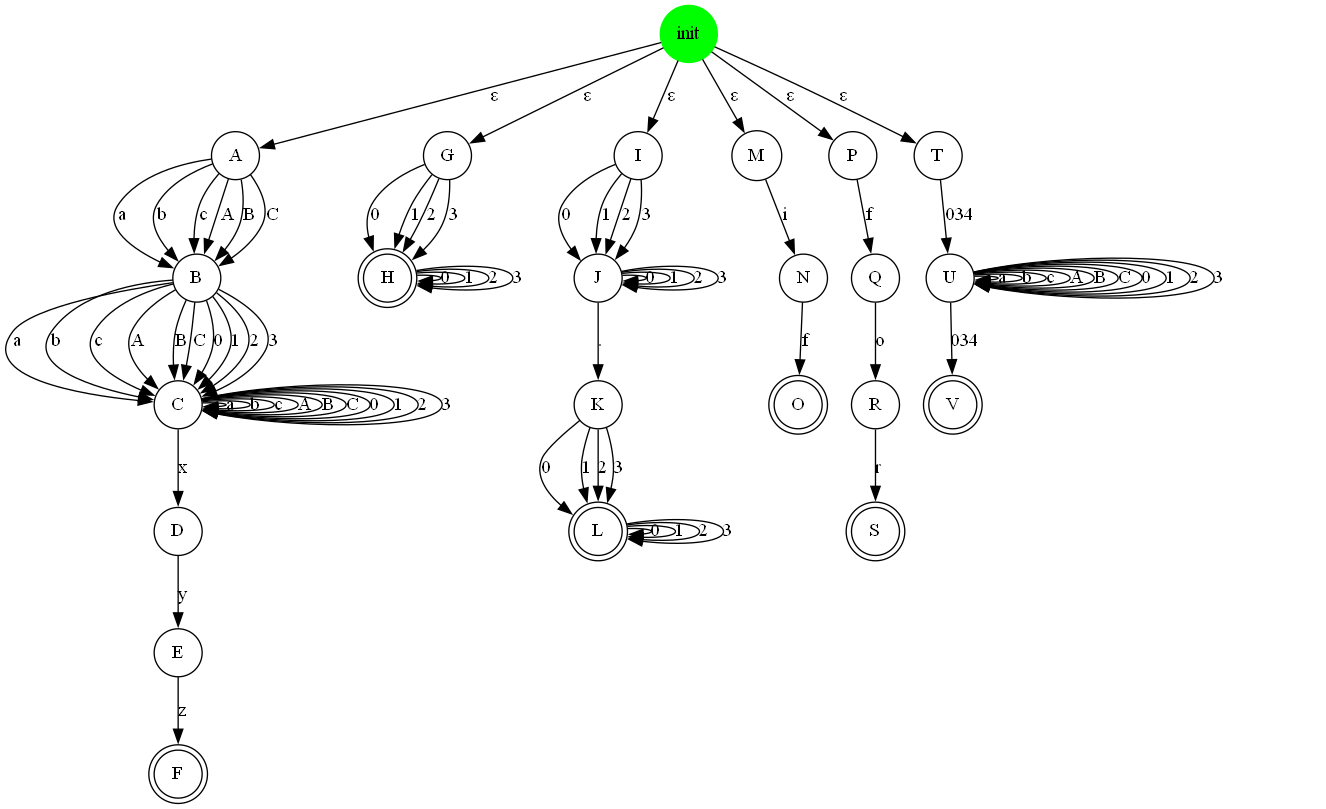 init
ε ε ε ε ε ε
A G I M P T
a b c A B C 0 1 2 3 0 1 2 3 i f 034
B H 0 1 2 3 J 0 1 2 3 N Q U a b c A B C 0 1 2 3
a b c A B C 0 1 2 3 . f o 034
C a b c A B C 0 1 2 3 K O R V
x 0 1 2 3 r
D L 0 1 2 3 S
y
E
z
F